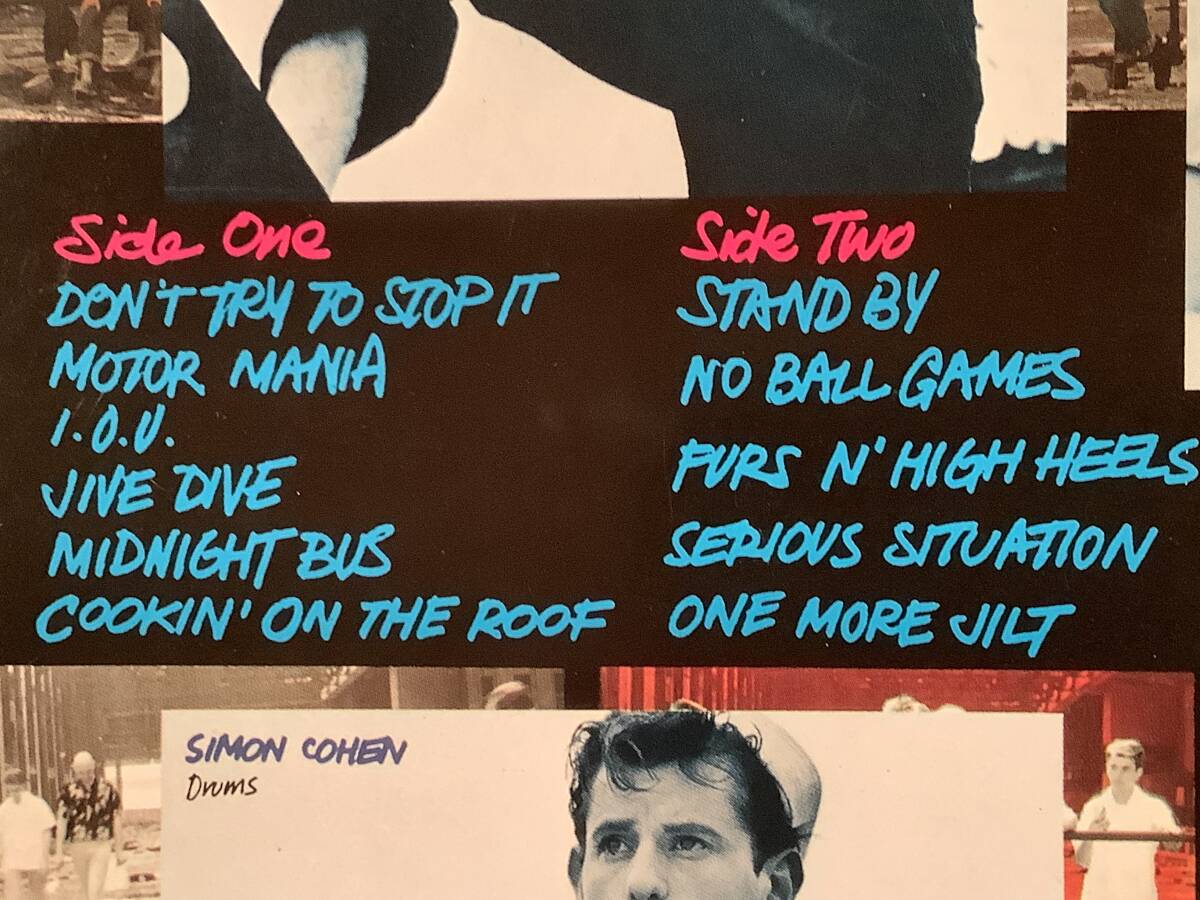 Side One
DON'T TRY TO STOP IT
MOTOR MANIA
I.O.U.
JIVE DIVE
MIDNIGHT BUS
COOKIN' ON THE ROOF
Side Two
STAND BY
NO BALL GAMES
FURS N' HIGH HEELS
SERIOUS SITUATION
ONE MORE JILT
SIMON COHEN
Drums